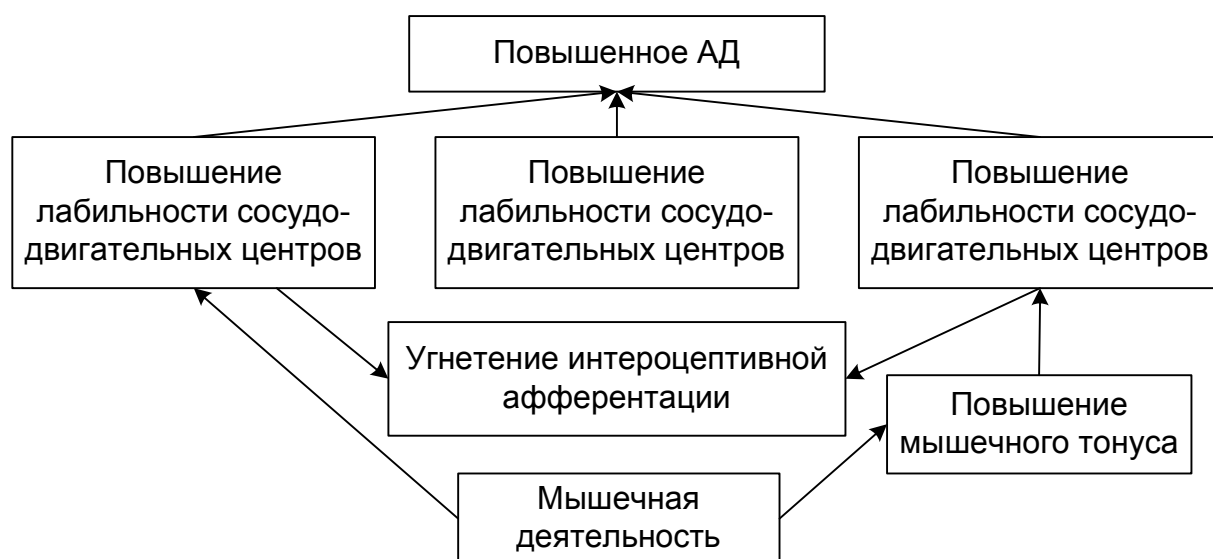 Повышенное АД
Повышение
лабильности сосудо-
двигательных центров
Повышение
лабильности сосудо-
двигательных центров
Повышение
лабильности сосудо-
двигательных центров
Угнетение интероцептивной
афферентации
Повышение
мышечного тонуса
Мышечная
деятельность